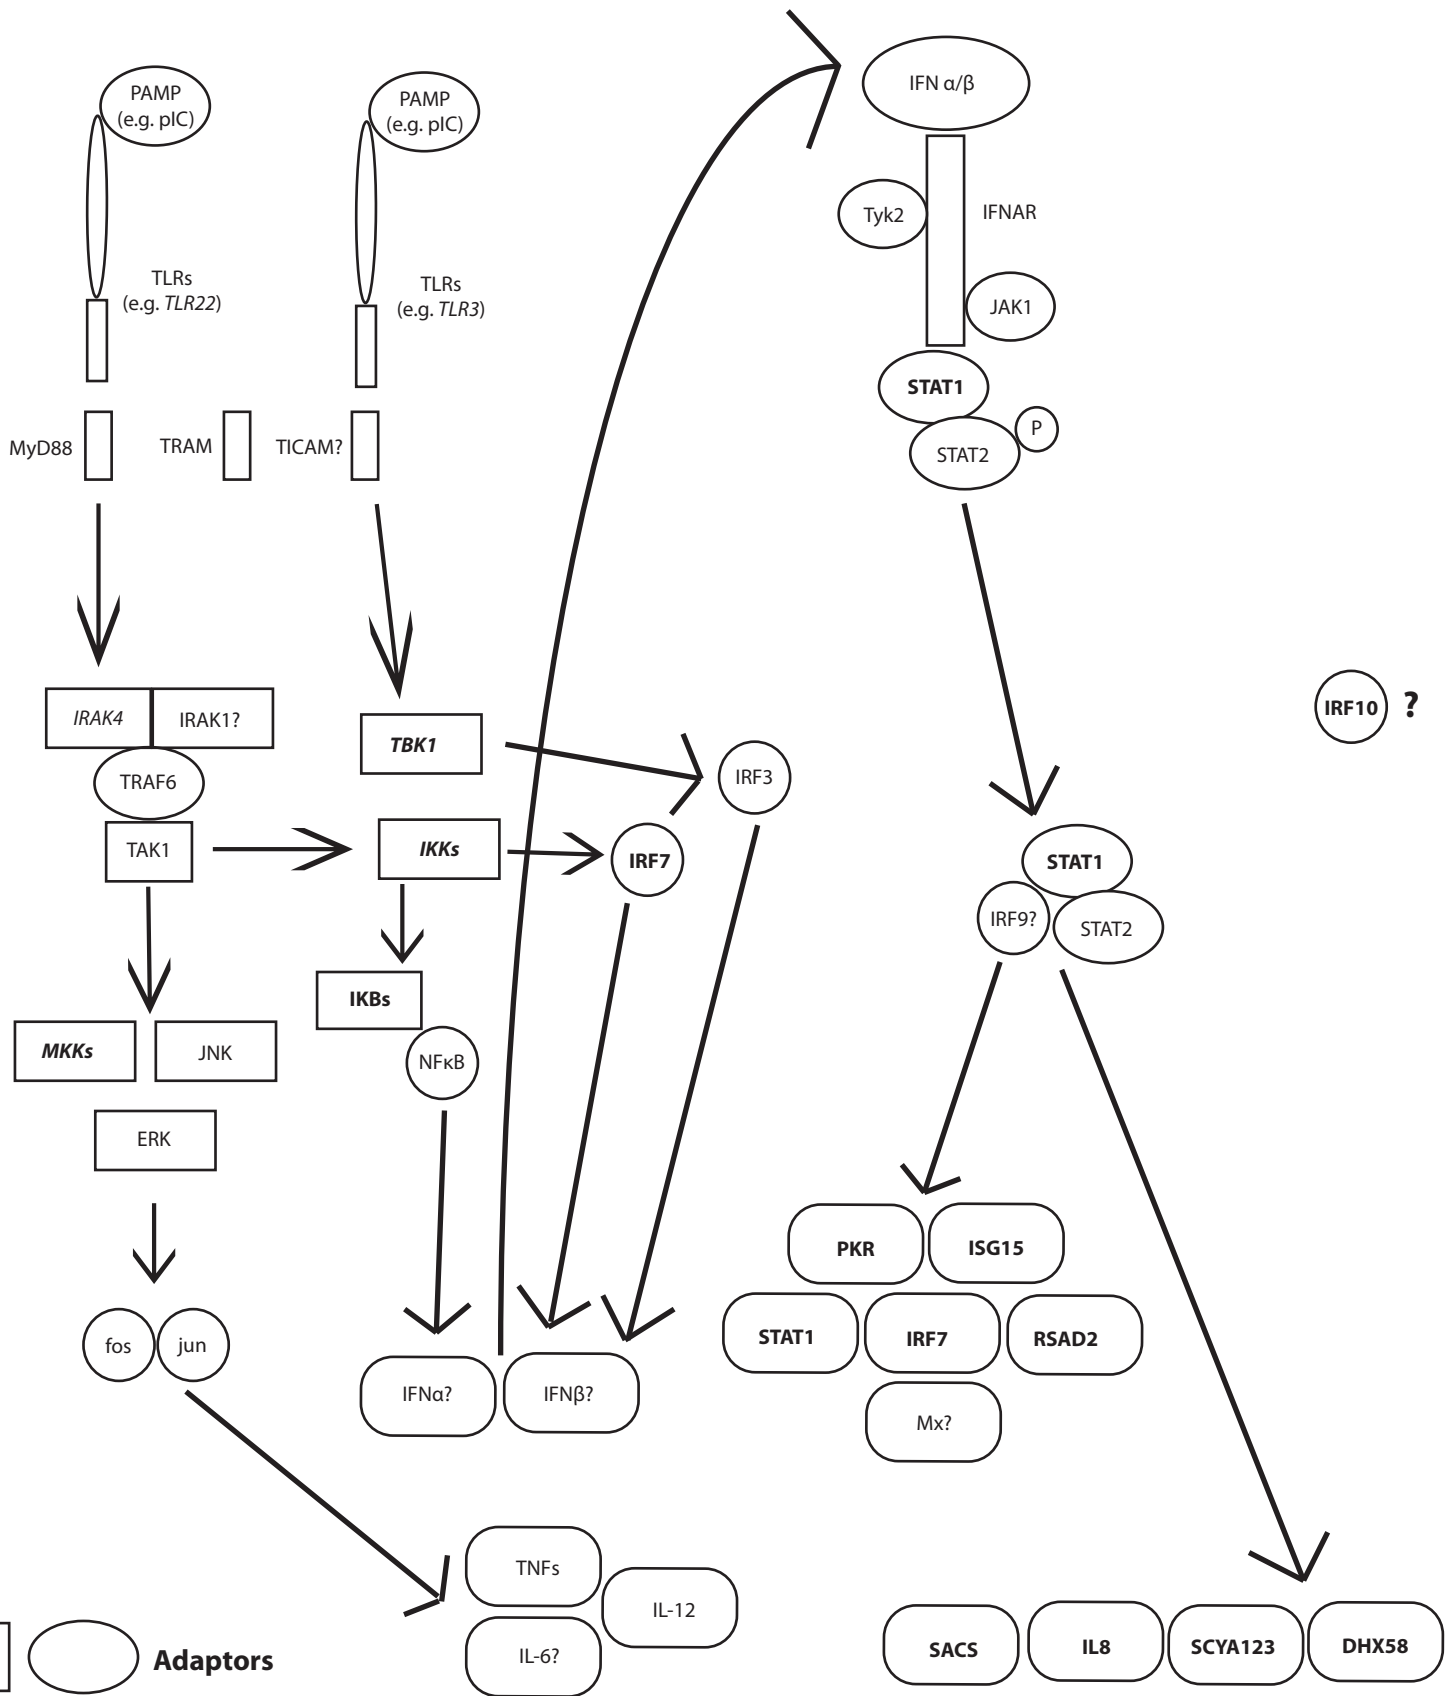 PAMP
(e.g. pIC)
PAMP
(e.g. pIC)
IFN α/β
Tyk2
IFNAR
TLRs
(e.g. TLR22)
TLRs
(e.g. TLR3)
JAK1
STAT1
P
STAT2
MyD88
TRAM
TICAM?
IRAK4
IRAK1?
TBK1
IRF10
?
TRAF6
IRF3
TAK1
IKKs
IRF7
STAT1
IRF9?
STAT2
IKBs
MKKs
JNK
NFκB
ERK
PKR
ISG15
fos
jun
STAT1
IRF7
RSAD2
IFNα?
IFNβ?
Mx?
TNFs
IL-12
IL-6?
Adaptors
SACS
IL8
SCYA123
DHX58